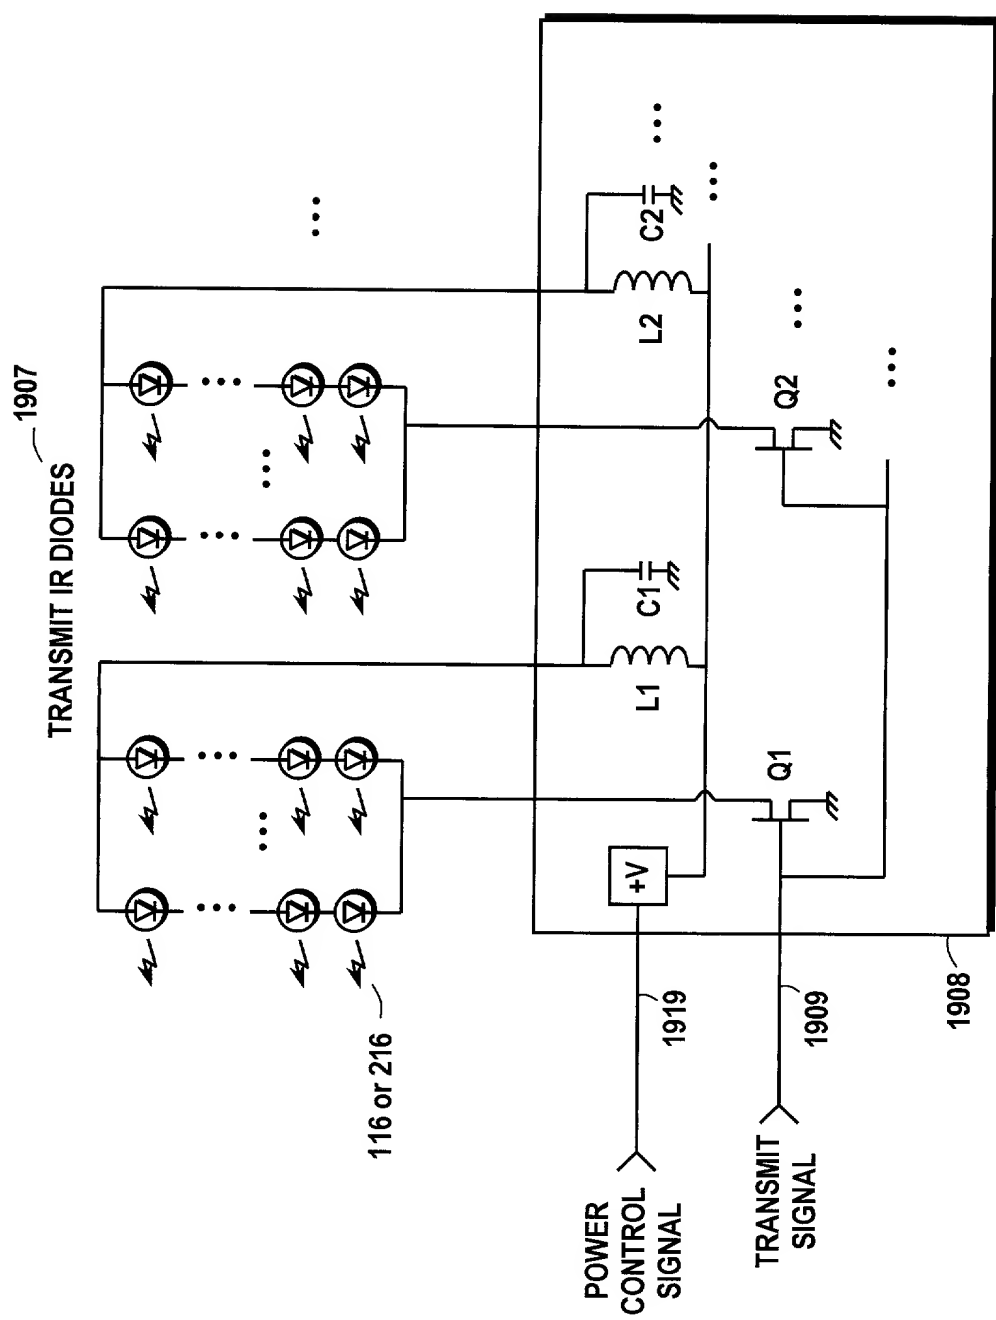 TRANSMIT IR DIODES
1907
116 or 216
L1
C1
L2
C2
+V
Q1
Q2
POWER
CONTROL
SIGNAL
1919
TRANSMIT
SIGNAL
1909
1908